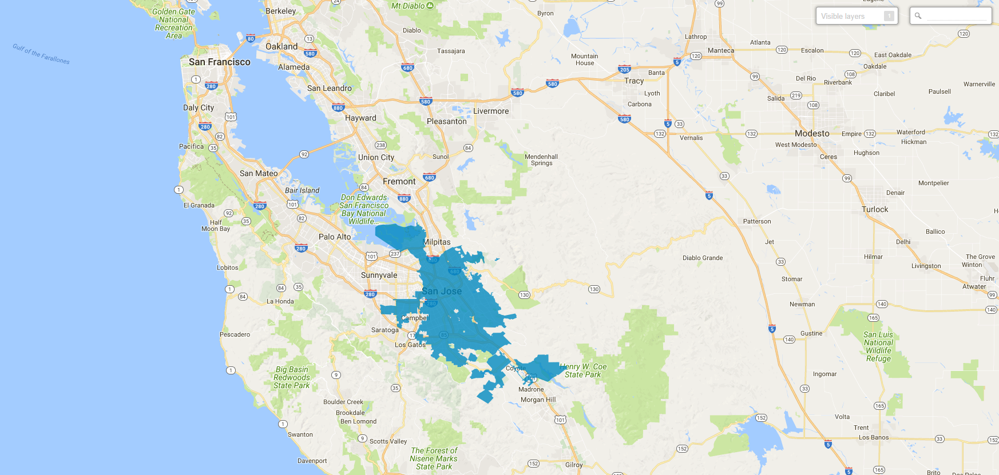 Golden Gate
National
Recreation
Area
Berkeley
24
Mt Diablo
Byron
99
Eugene
Visible layers 1
Gulf of the Farallones
80
Oakland
13
580
Diablo
Lathrop
120
Tassajara
Mountain
House
120
Manteca
Atlanta
120
Escalon
120
East Oakdale
Oakdale
San Francisco
Alameda
680
5
205
Banta
Tracy
99
Del Rio
108
Riverbank
Warnerville
1
280
San Leandro
580
580
580
Lyoth
Carbona
Salida
219
108
Claribel
Paulsell
Daly City
101
880
Hayward
Livermore
Pleasanton
580
5
33
280
82
Pacifica
35
92
238
Union City
Sunol
84
Mendenhall
Springs
132
Vernalis
132
Modesto
West Modesto
Empire
132
Waterford
Hickman
132
Ceres
Hughson
San Mateo
Bair Island
84
Fremont
680
880
33
99
Montpelier
1
El Granada
280
101
Don Edwards
San Francisco
Bay National
Wildlife...
5
Denair
Turlock
Half
Moon Bay
92
35
82
Palo Alto
Milpitas
Patterson
Ballico
Jet
Delhi
280
101
237
880
680
Diablo Grande
33
Hilmar
The Grove
Winton
Livingston
Lobitos
Sunnyvale
Stomar
Fluhr
Atwater
99
1
84
84
35
La Honda
280
San Jose
280
130
130
Newman
140
140
Campbell
Saratoga
17
85
Los Gatos
165
5
Gustine
140
San Luis
National
Wildlife
Refuge
Pescadero
1
Big Basin
Redwoods
State Park
9
35
Coyote
101
Madrone
Morgan Hill
Henry W. Coe
State Park
Ingomar
33
Boulder Creek
Brookdale
Ben Lomond
165
1
101
152
Volta
Trent
Los Banos
33
152
Swanton
9
Scotts Valley
The Forest of
Nisene Marks
State Park
152
5
Davenport
152
Gilroy
152
5
Brito
Dos Palos